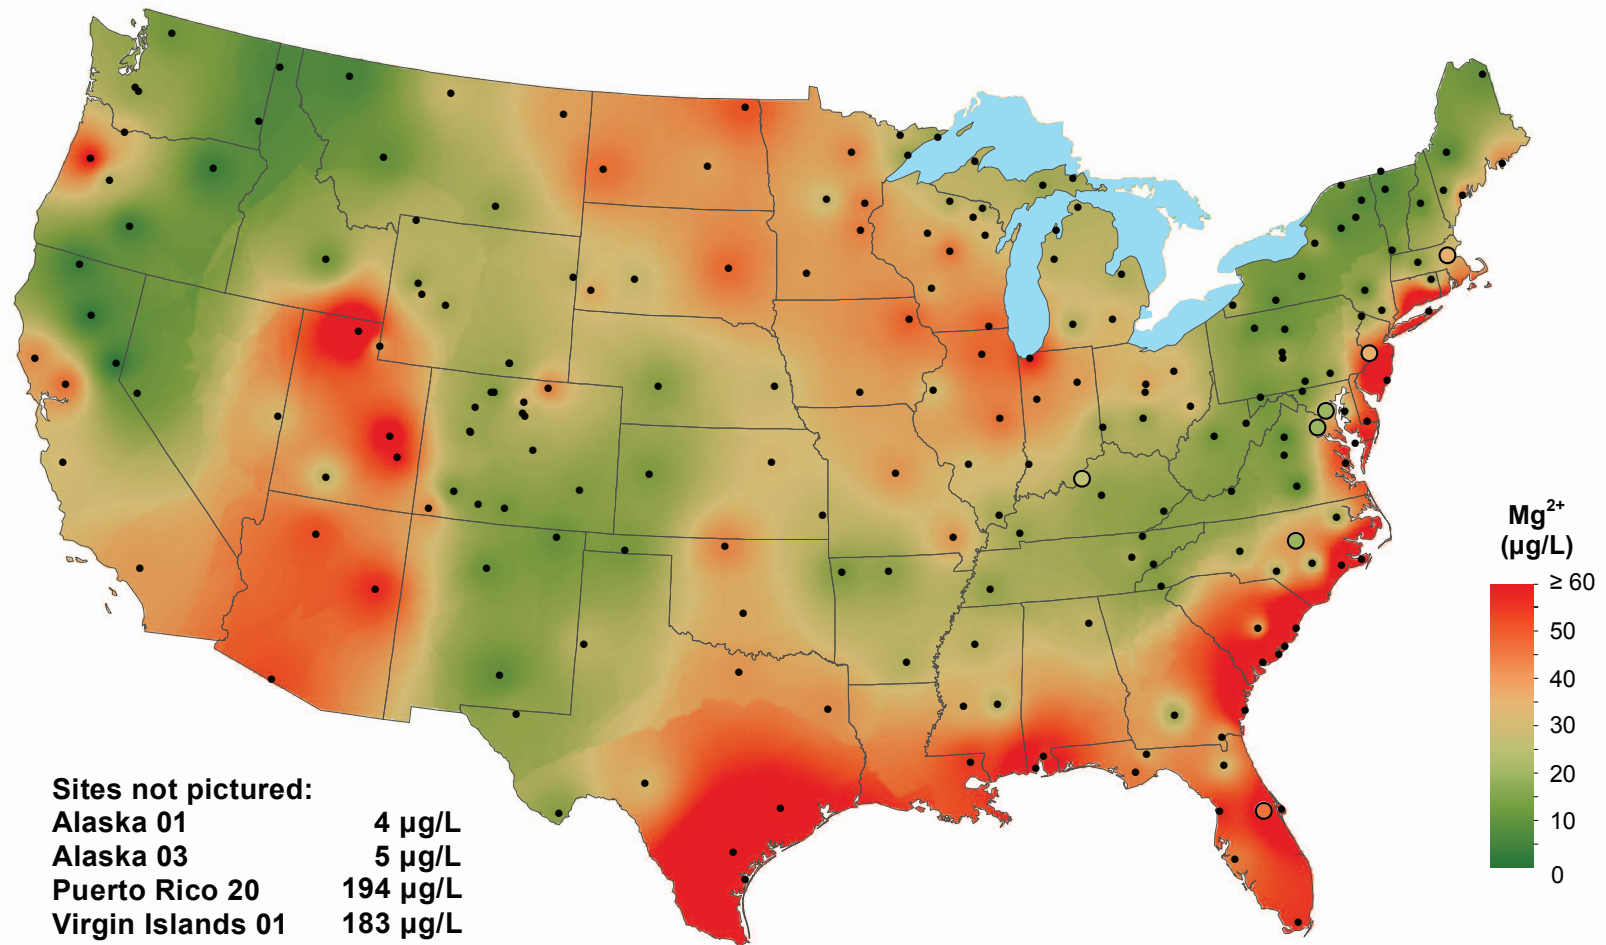 Mg²⁺
(µg/L)
≥ 60
50
40
30
20
10
0
Sites not pictured:
Alaska 01 4 µg/L
Alaska 03 5 µg/L
Puerto Rico 20 194 µg/L
Virgin Islands 01 183 µg/L